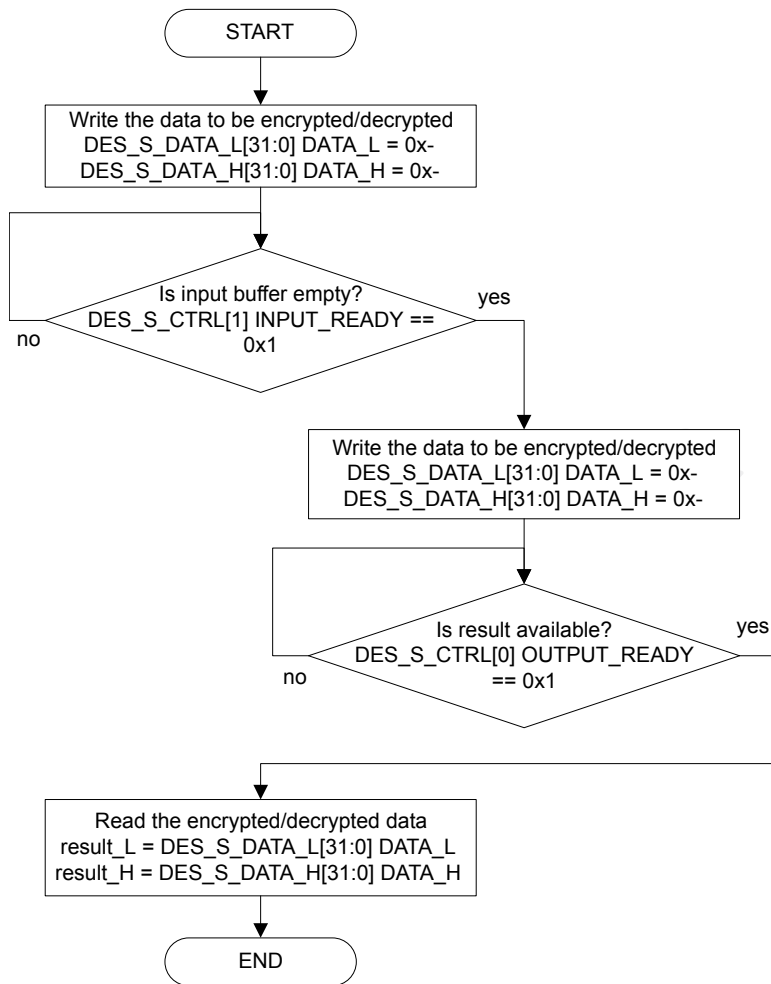 START
Write the data to be encrypted/decrypted
DES_S_DATA_L[31:0] DATA_L = 0x-
DES_S_DATA_H[31:0] DATA_H = 0x-
Is input buffer empty?
DES_S_CTRL[1] INPUT_READY ==
0x1
yes
no
Write the data to be encrypted/decrypted
DES_S_DATA_L[31:0] DATA_L = 0x-
DES_S_DATA_H[31:0] DATA_H = 0x-
Is result available?
DES_S_CTRL[0] OUTPUT_READY
== 0x1
yes
no
Read the encrypted/decrypted data
result_L = DES_S_DATA_L[31:0] DATA_L
result_H = DES_S_DATA_H[31:0] DATA_H
END